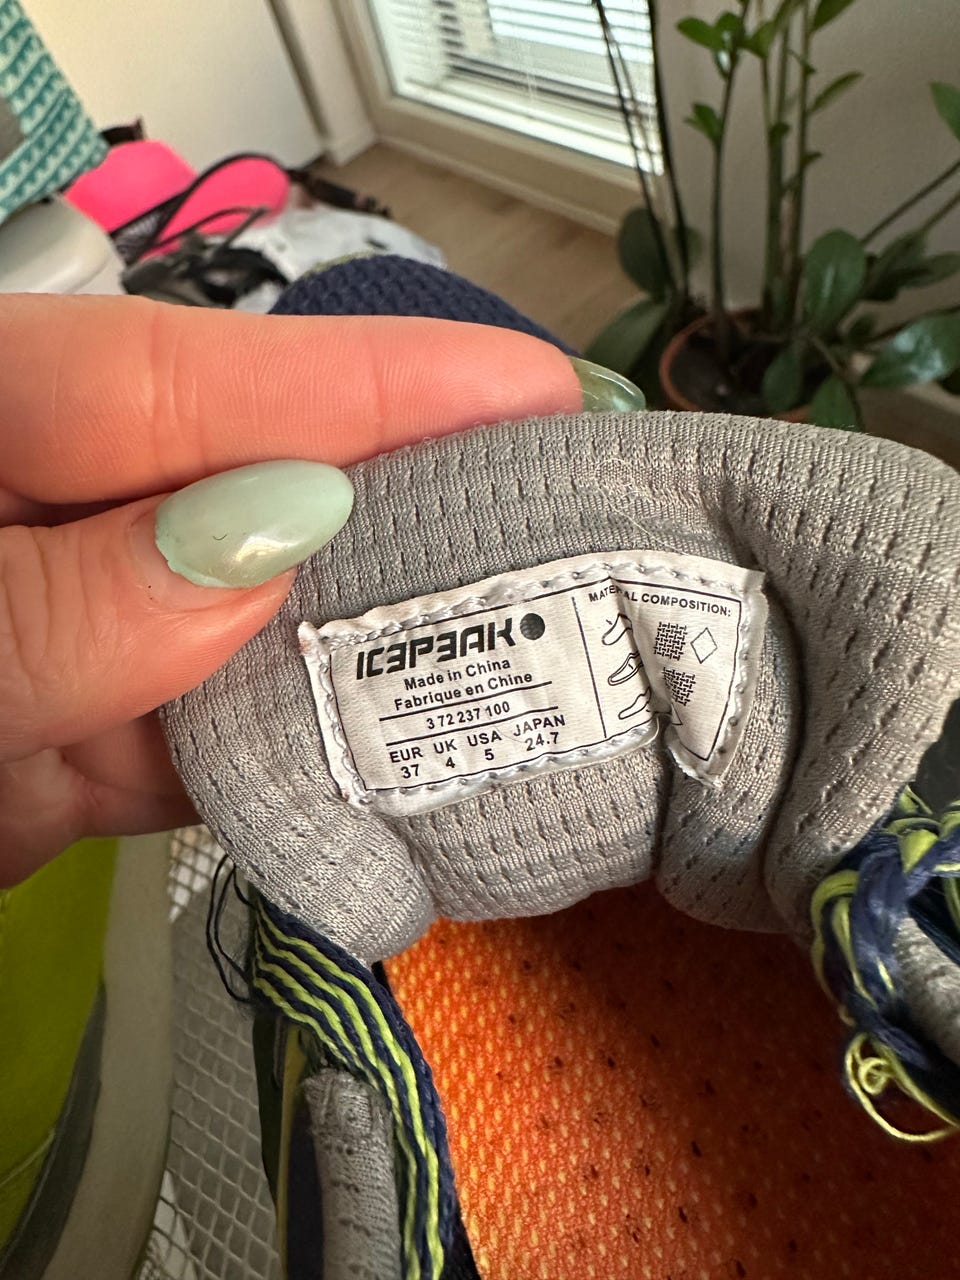 ICEPEAK
Made in China
Fabrique en Chine
3 72 237 100
EUR UK USA JAPAN
37 4 5 24.7
COMPOSITION: